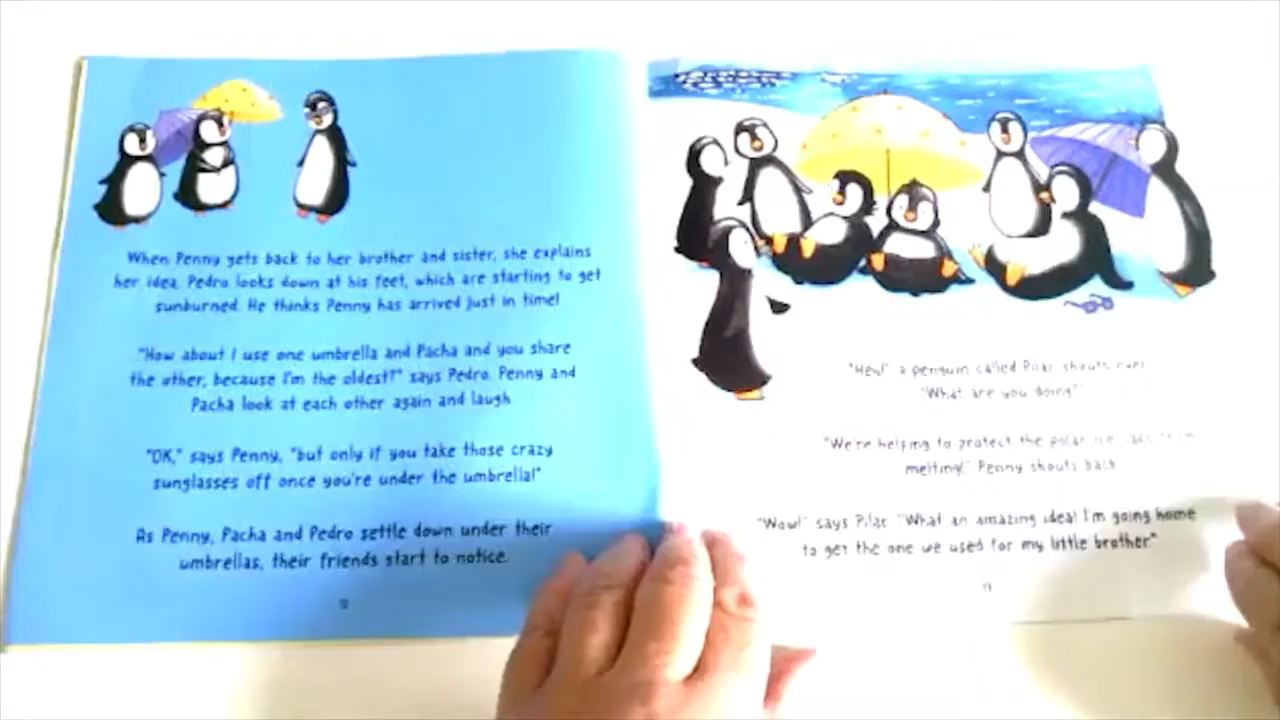 When Penny gets back to her brother and sister, she explains
her idea. Pedro looks down at his feet, which are starting to get
sunburned. He thinks Penny has arrived just in time!
"How about I use one umbrella and Pacha and you share
the other, because I'm the oldest?" says Pedro. Penny and
Pacha look at each other again and laugh.
"OK," says Penny, "but only if you take those crazy
sunglasses off once you're under the umbrella!"
As Penny, Pacha and Pedro settle down under their
umbrellas, their friends start to notice.
"Hey!" a penguin called Pilar shouts over.
"What are you doing?"
"We're helping to protect the polar ice caps from
melting!" Penny shouts back.
"Wow!" says Pilar. "What an amazing idea! I'm going home
to get the one we used for my little brother."